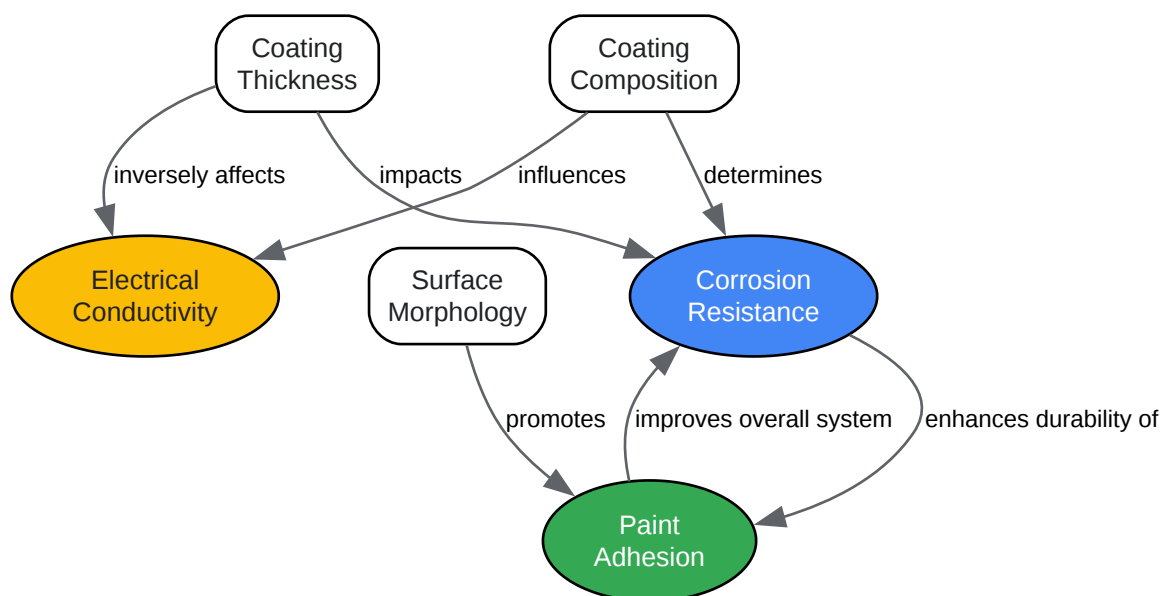 Coating
Thickness
Coating
Composition
inversely affects
impacts
influences
determines
Electrical
Conductivity
Surface
Morphology
Corrosion
Resistance
promotes
improves overall system
enhances durability of
Paint
Adhesion